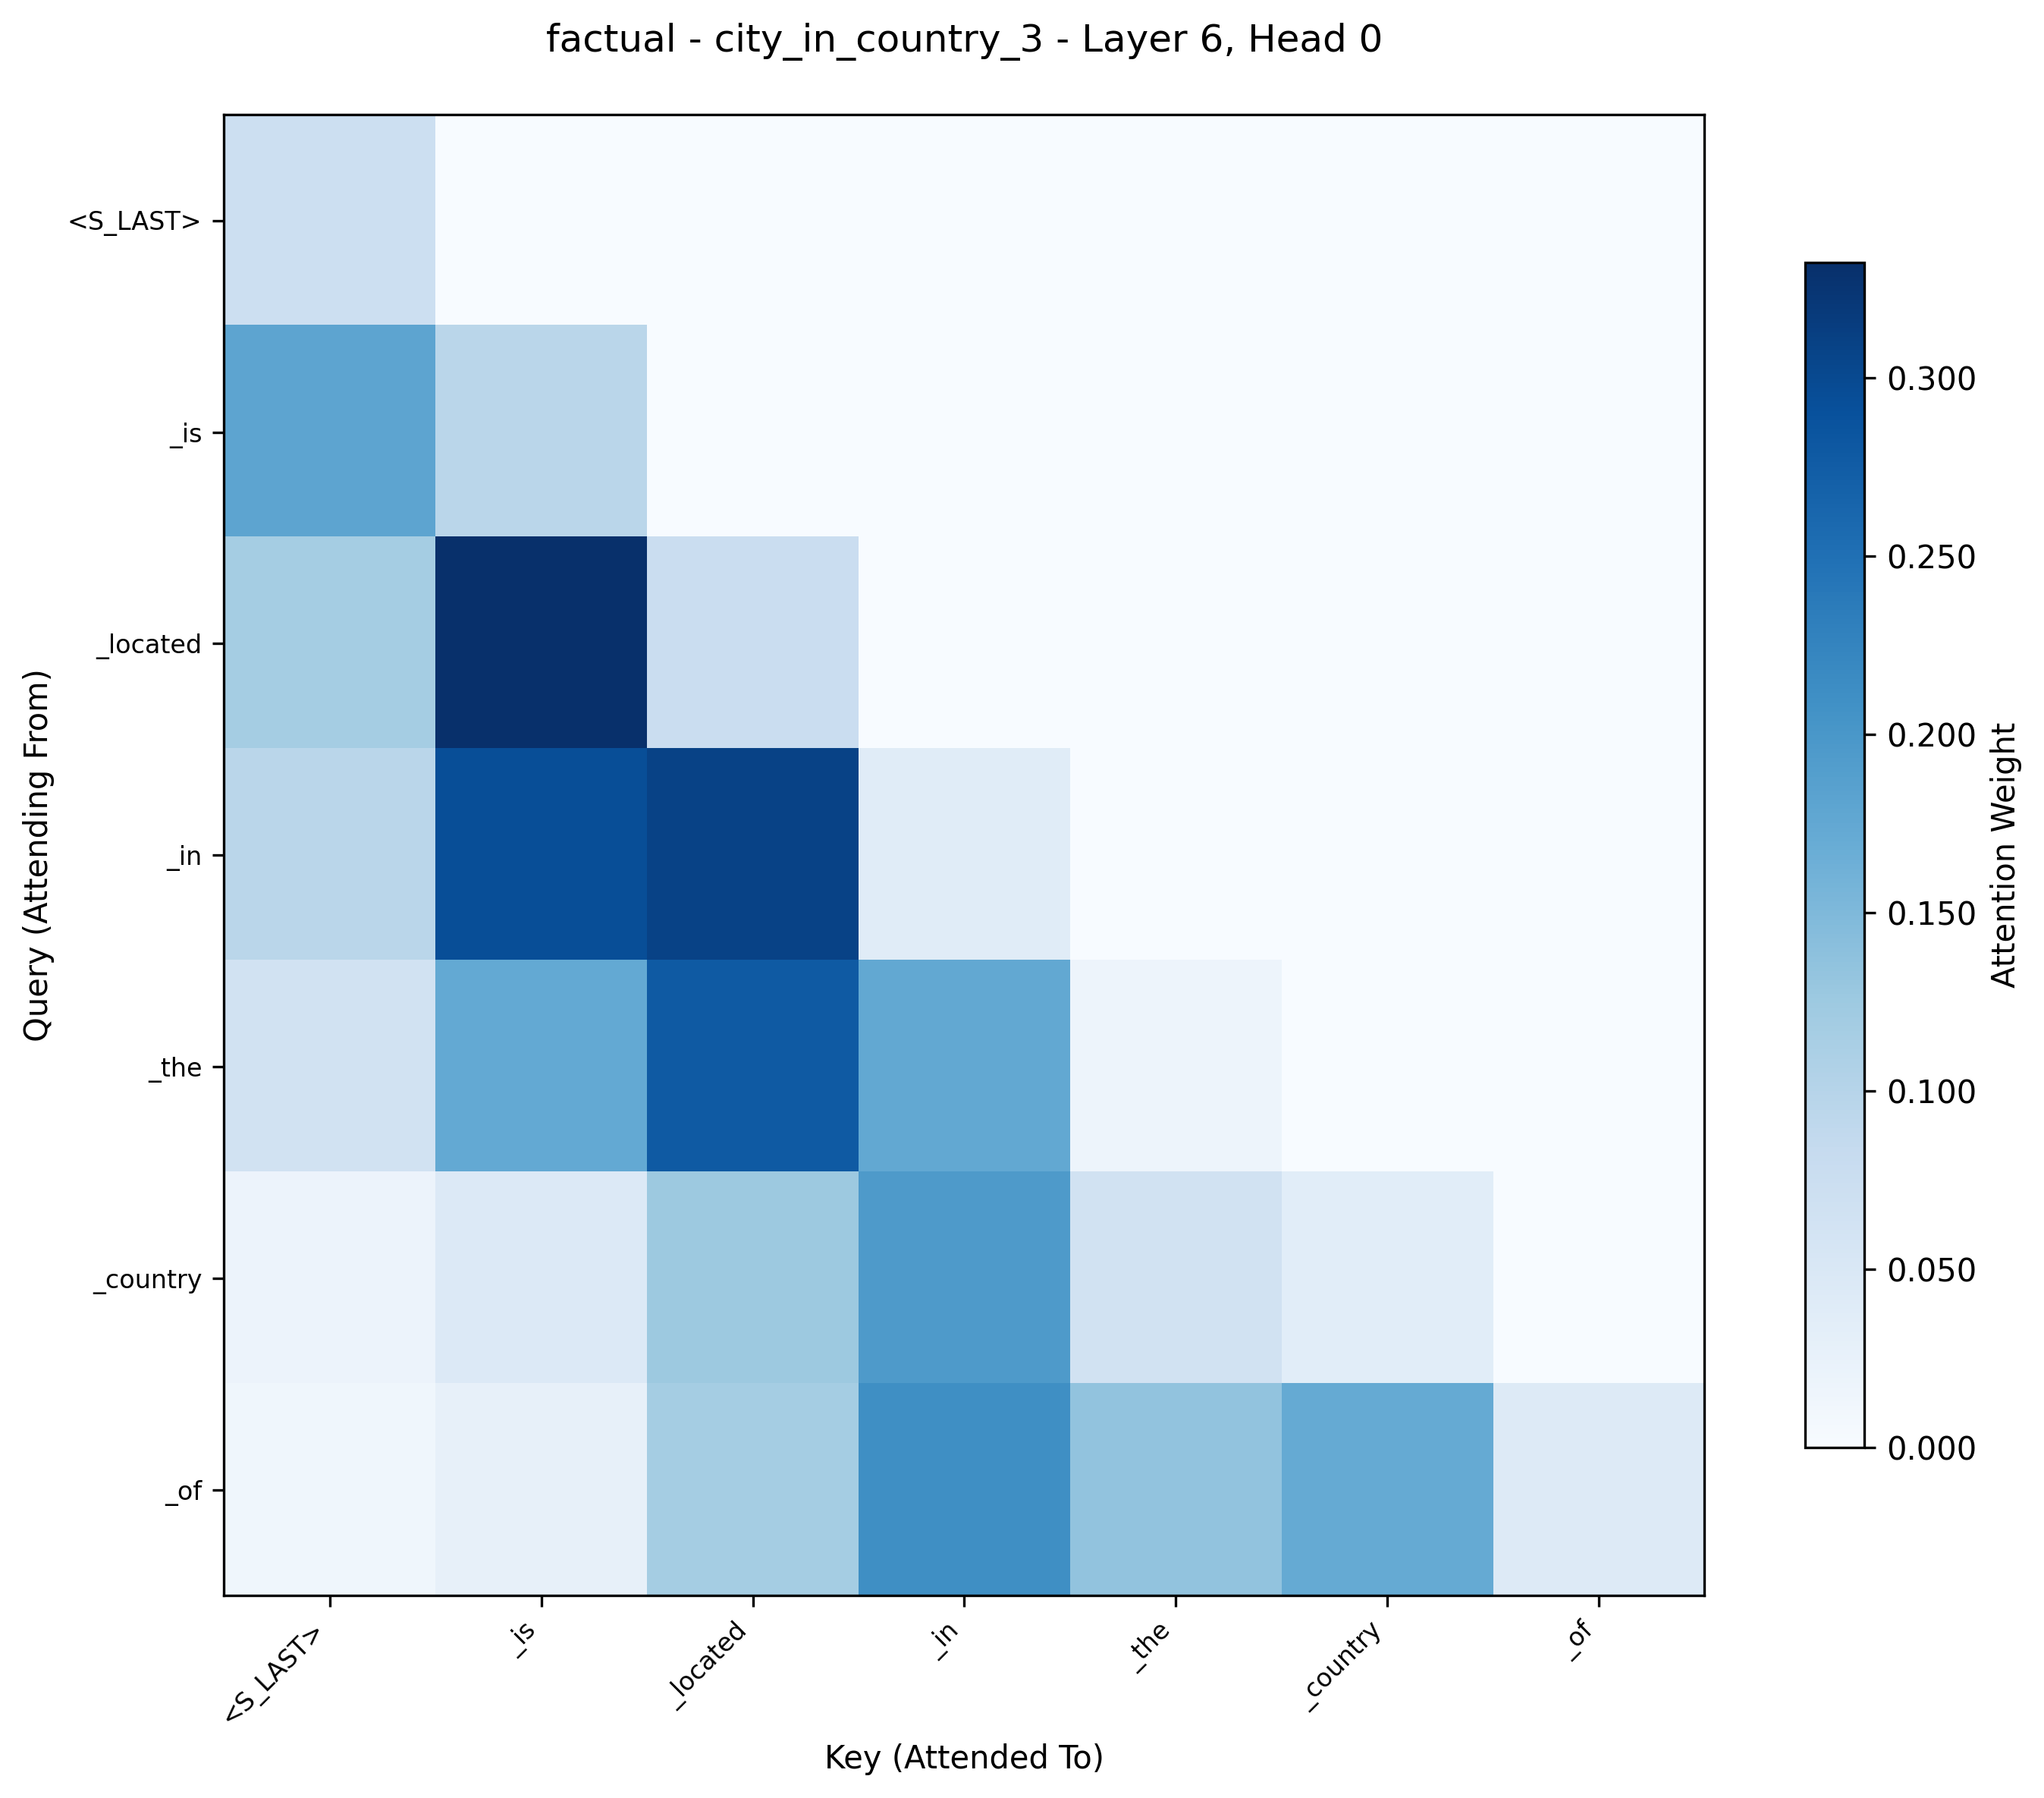 factual - city_in_country_3 - Layer 6, Head 0
Query (Attending From)
<S_LAST>
_is
_located
_in
_the
_country
_of
<S_LAST>
_is
_located
_in
_the
_country
_of
Key (Attended To)
0.300
0.250
0.200
0.150
0.100
0.050
0.000
Attention Weight